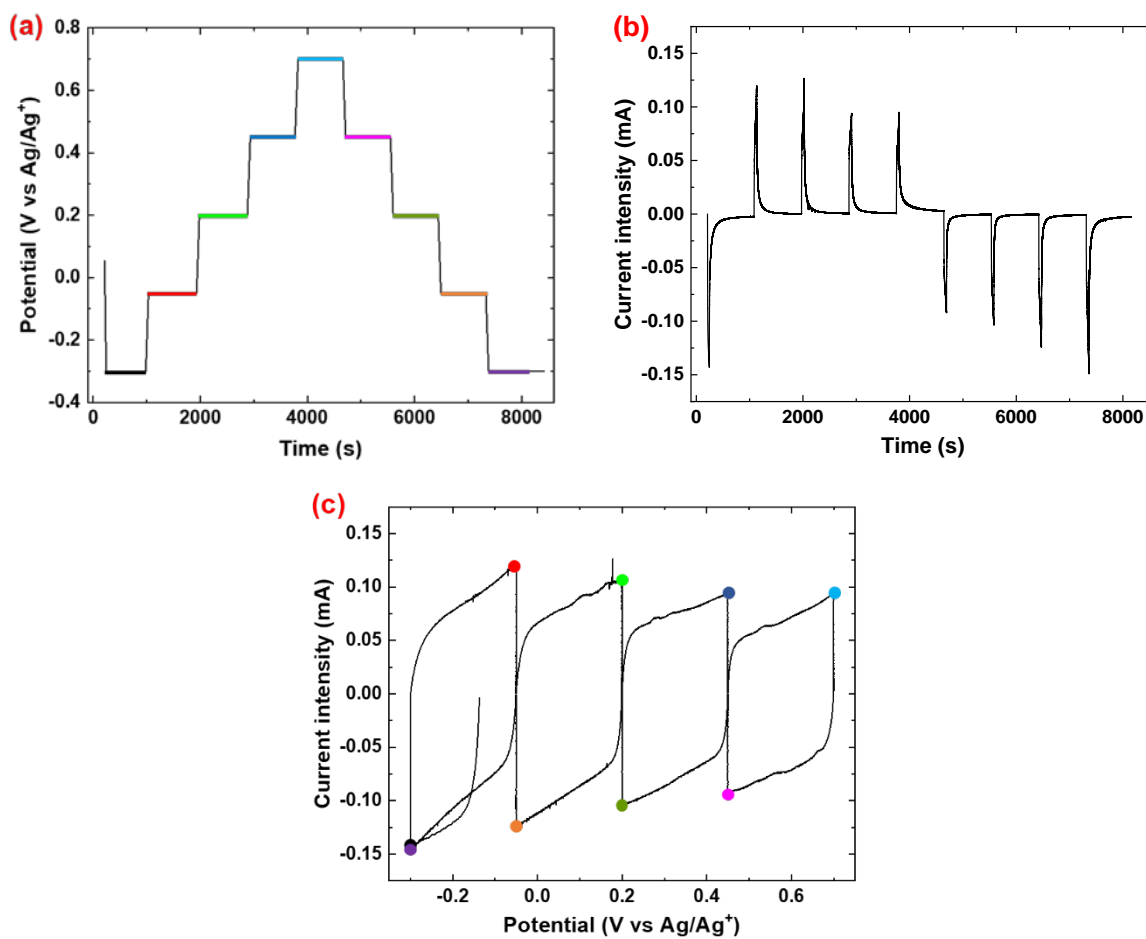 (a)
Potential (V vs Ag/Ag+)
0.8
0.6
0.4
0.2
0.0
-0.2
-0.4
0 2000 4000 6000 8000
Time (s)
(b)
Current intensity (mA)
0.15
0.10
0.05
0.00
-0.05
-0.10
-0.15
0 2000 4000 6000 8000
Time (s)
(c)
Current intensity (mA)
0.15
0.10
0.05
0.00
-0.05
-0.10
-0.15
-0.2 0.0 0.2 0.4 0.6
Potential (V vs Ag/Ag+)